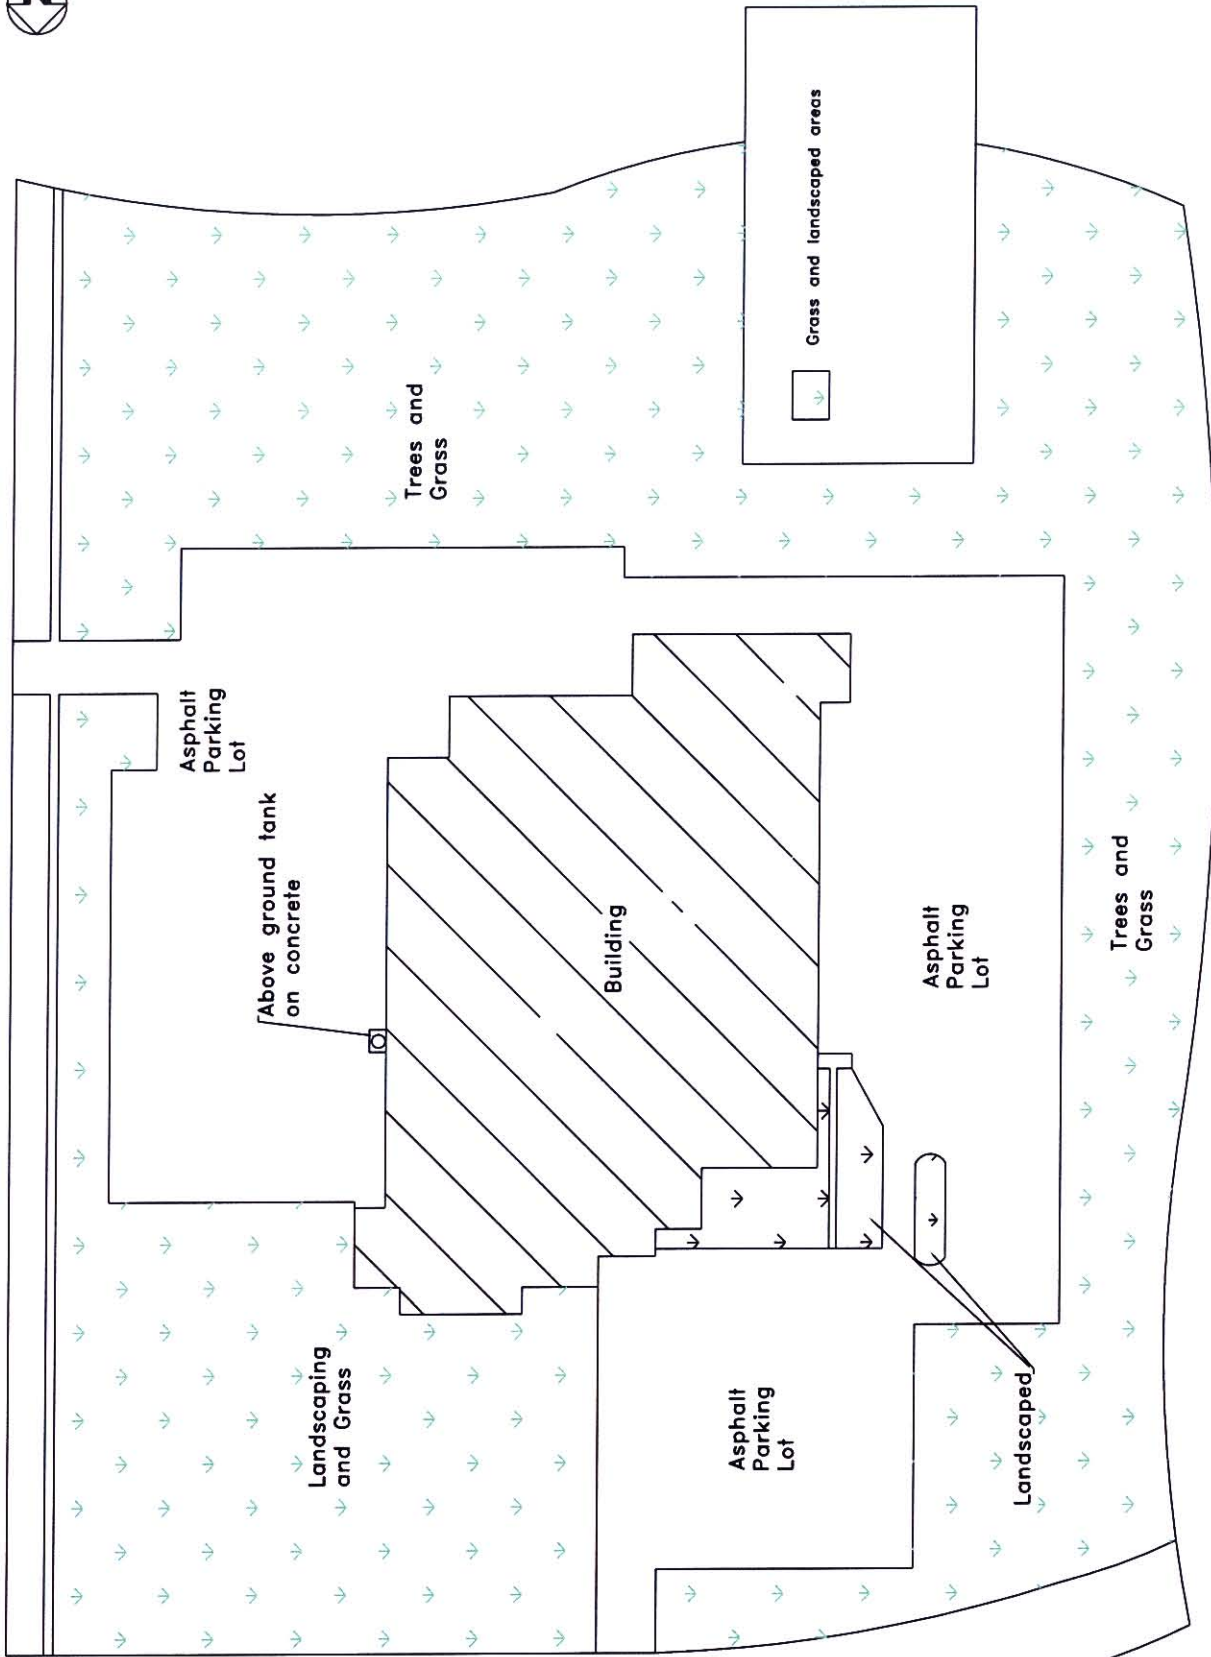 Grass and landscaped areas
Trees and
Grass
Asphalt
Parking
Lot
Above ground tank
on concrete
Building
Asphalt
Parking
Lot
Trees and
Grass
Landscaping
and Grass
Asphalt
Parking
Lot
Landscaped